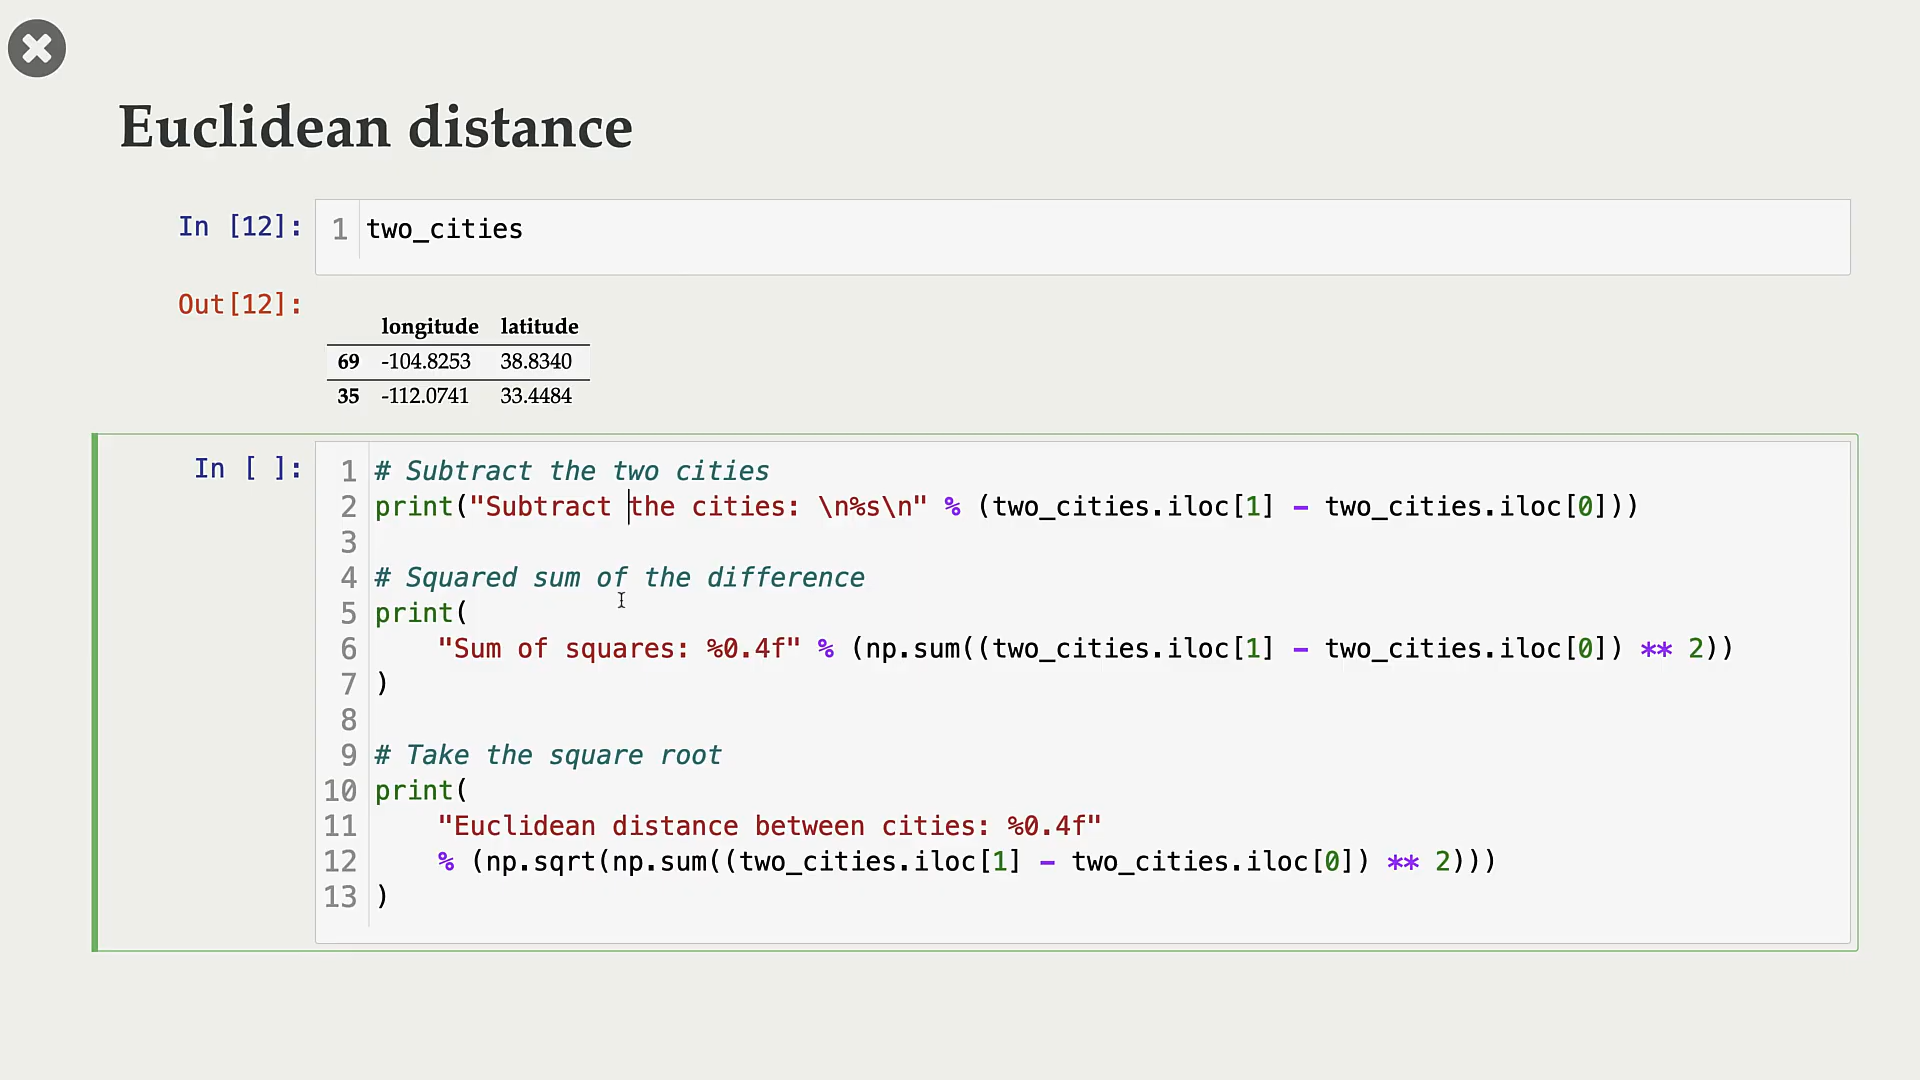 Euclidean distance
In [12]:
1 two_cities
Out[12]:
longitude latitude
69 -104.8253 38.8340
35 -112.0741 33.4484
In [ ]:
1 # Subtract the two cities
2 print("Subtract the cities: \n%s\n" % (two_cities.iloc[1] - two_cities.iloc[0]))
3
4 # Squared sum of the difference
5 print(
6     "Sum of squares: %0.4f" % (np.sum((two_cities.iloc[1] - two_cities.iloc[0]) ** 2))
7 )
8
9 # Take the square root
10 print(
11     "Euclidean distance between cities: %0.4f"
12     % (np.sqrt(np.sum((two_cities.iloc[1] - two_cities.iloc[0]) ** 2)))
13 )